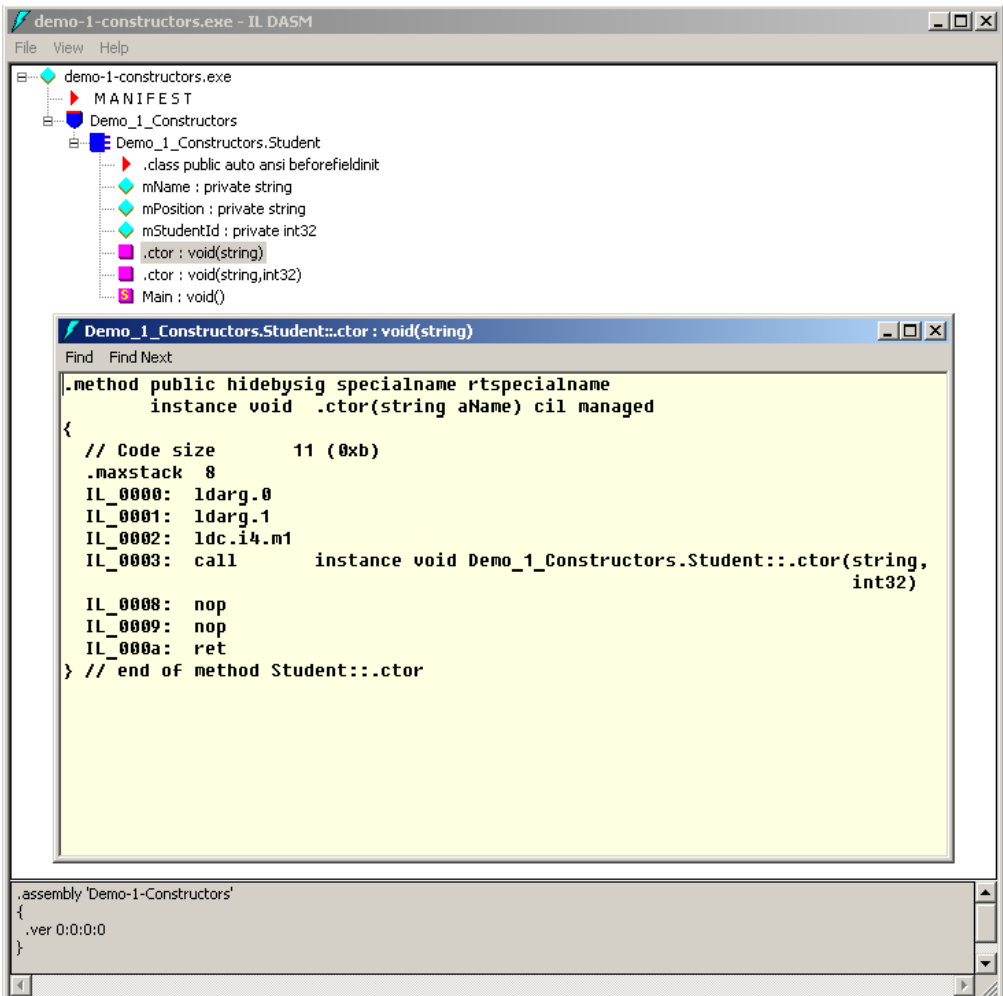 demo-1-constructors.exe - IL DASM
File View Help
demo-1-constructors.exe
M A N I F E S T
Demo_1_Constructors
Demo_1_Constructors.Student
.class public auto ansi beforefieldinit
mName : private string
mPosition : private string
mStudentId : private int32
.ctor : void(string)
.ctor : void(string,int32)
S Main : void()
Demo_1_Constructors.Student::.ctor : void(string)
Find Find Next
.method public hidebysig specialname rtspecialname
instance void .ctor(string aName) cil managed
{
// Code size 11 (0xb)
.maxstack 8
IL_0000: ldarg.0
IL_0001: ldarg.1
IL_0002: ldc.i4.m1
IL_0003: call instance void Demo_1_Constructors.Student::.ctor(string,
int32)
IL_0008: nop
IL_0009: nop
IL_000a: ret
} // end of method Student::.ctor
.assembly 'Demo-1-Constructors'
{
.ver 0:0:0:0
}